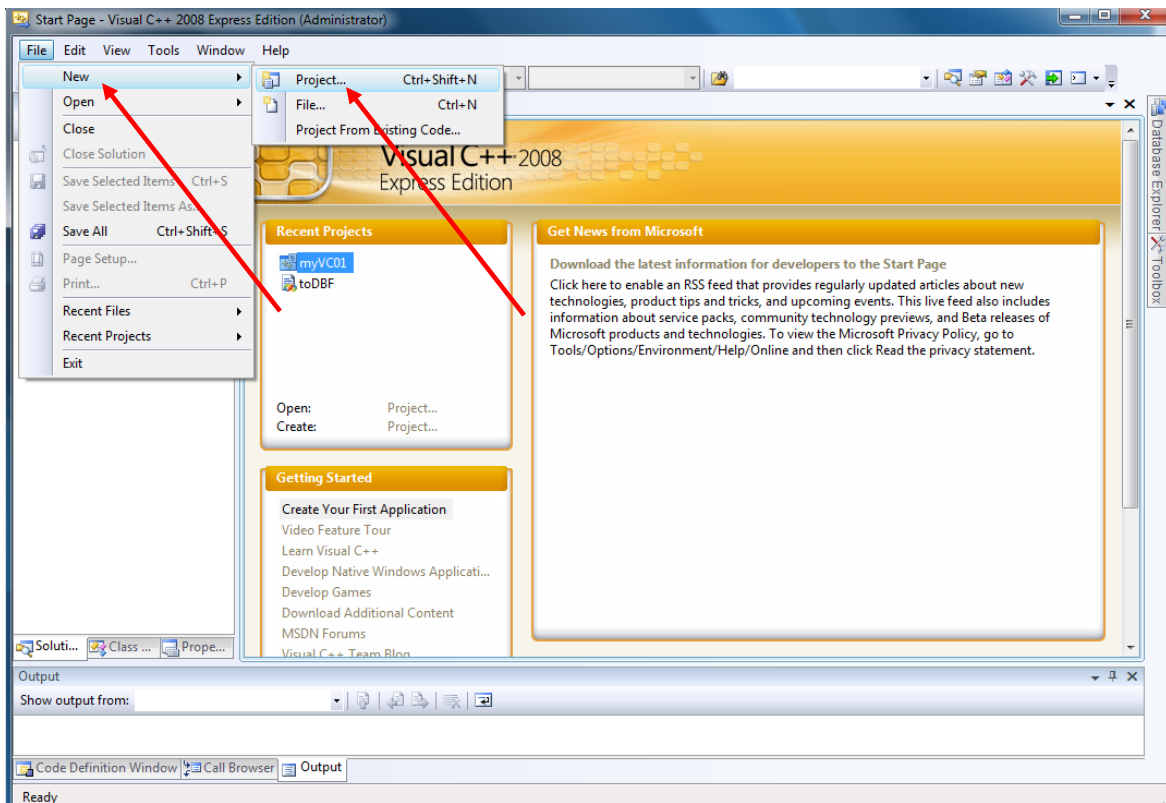 Start Page - Visual C++ 2008 Express Edition (Administrator)
File Edit View Tools Window Help
New
Open
Close
Close Solution
Save Selected Items Ctrl+S
Save Selected Items As...
Save All Ctrl+Shift+S
Page Setup...
Print... Ctrl+P
Recent Files
Recent Projects
Exit
Project... Ctrl+Shift+N
File... Ctrl+N
Project From Existing Code...
Visual C++ 2008
Express Edition
Recent Projects
myVC01
toDBF
Open: Project...
Create: Project...
Getting Started
Create Your First Application
Video Feature Tour
Learn Visual C++
Develop Native Windows Applicati...
Develop Games
Download Additional Content
MSDN Forums
Visual C++ Team Blog
Get News from Microsoft
Download the latest information for developers to the Start Page
Click here to enable an RSS feed that provides regularly updated articles about new
technologies, product tips and tricks, and upcoming events. This live feed also includes
information about service packs, community technology previews, and Beta releases of
Microsoft products and technologies. To view the Microsoft Privacy Policy, go to
Tools/Options/Environment/Help/Online and then click Read the privacy statement.
Database Explorer
Toolbox
Soluti... Class ... Prope...
Output
Show output from:
Code Definition Window Call Browser Output
Ready